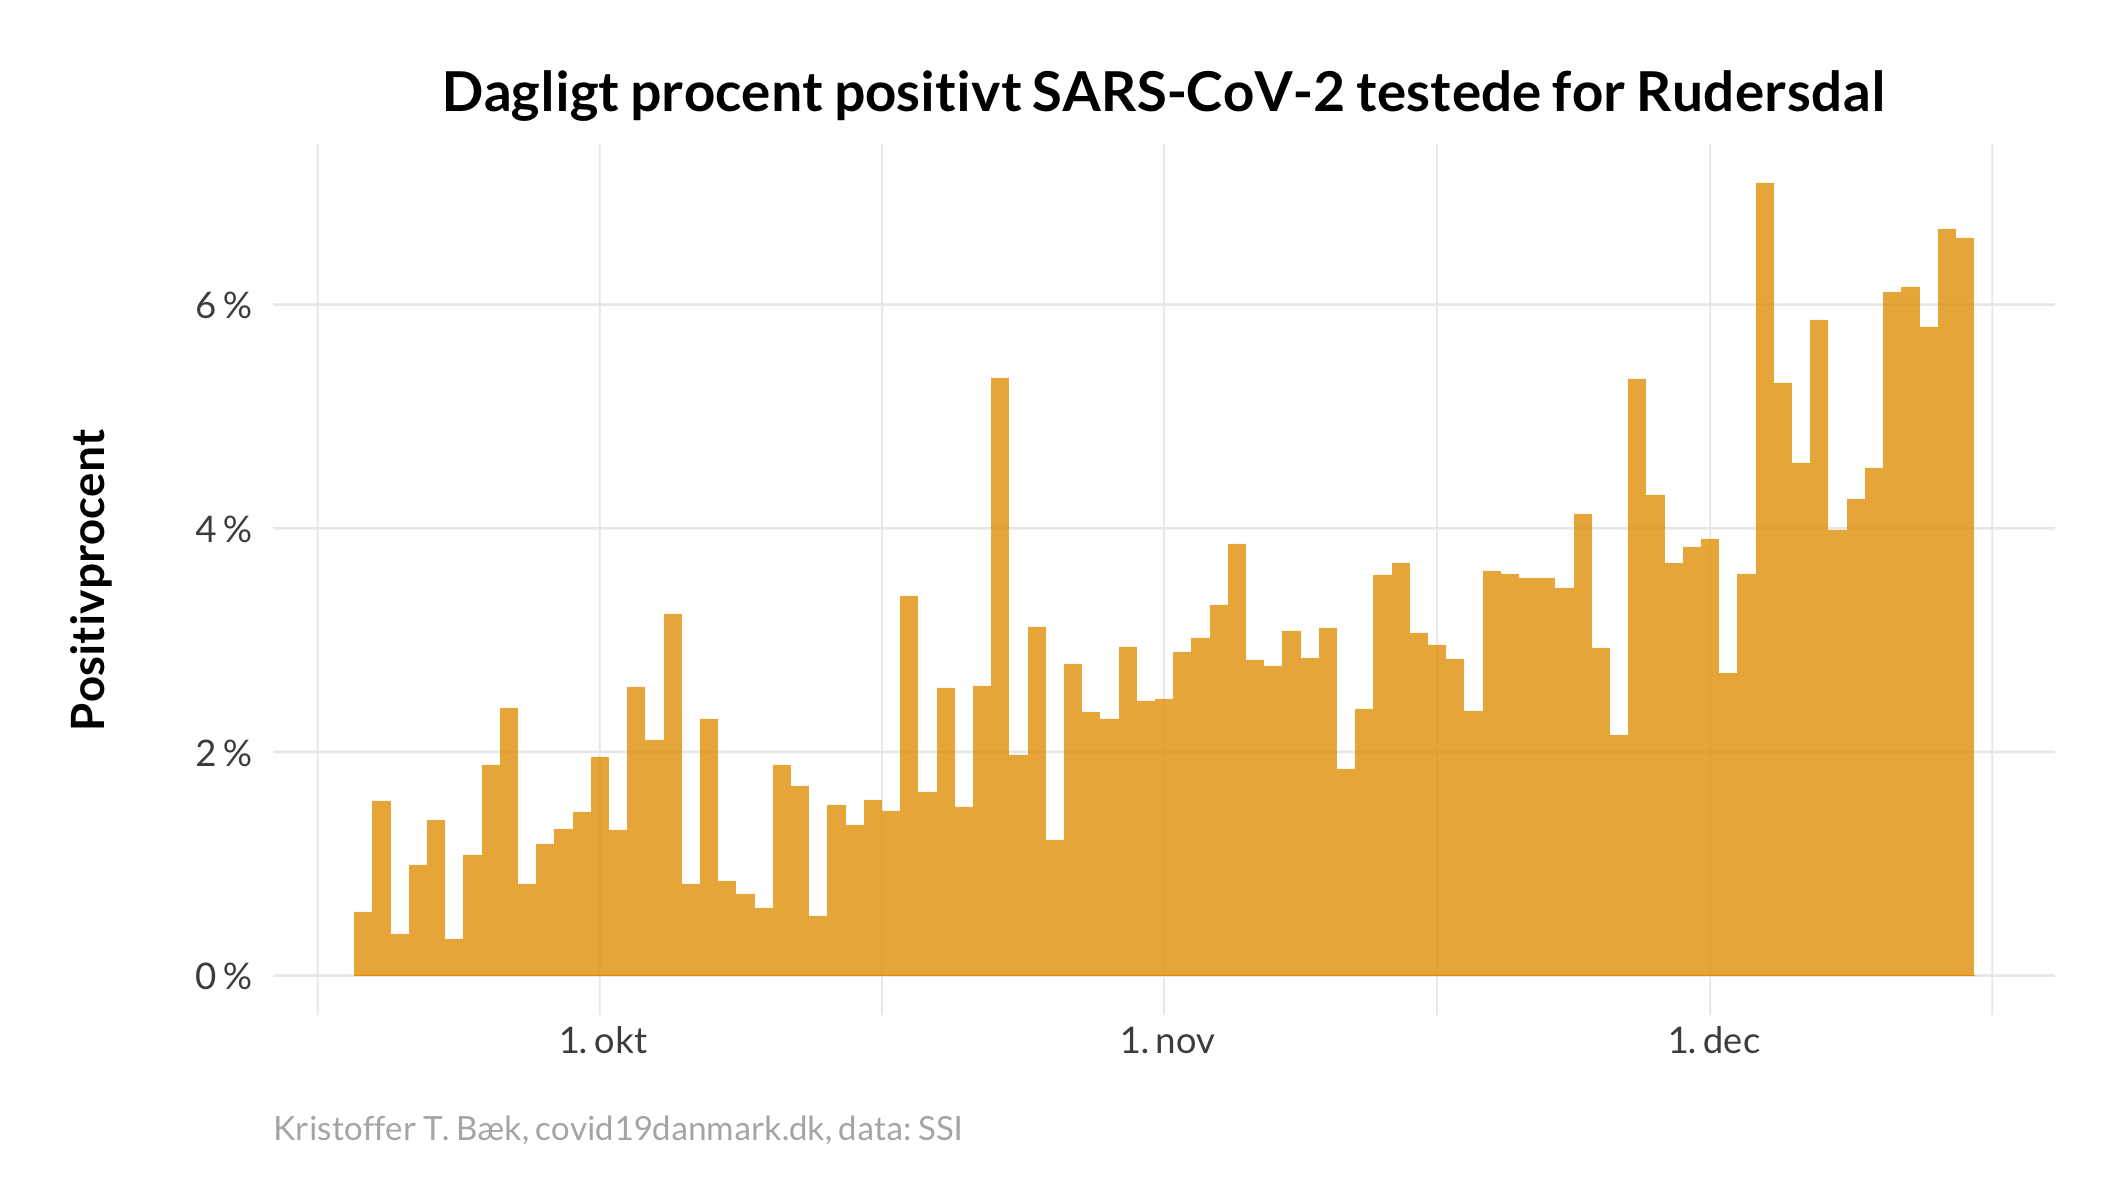 Dagligt procent positivt SARS-CoV-2 testede for Rudersdal
Positivprocent
6 %
4 %
2 %
0 %
1. okt
1. nov
1. dec
Kristoffer T. Bæk, covid19danmark.dk, data: SSI